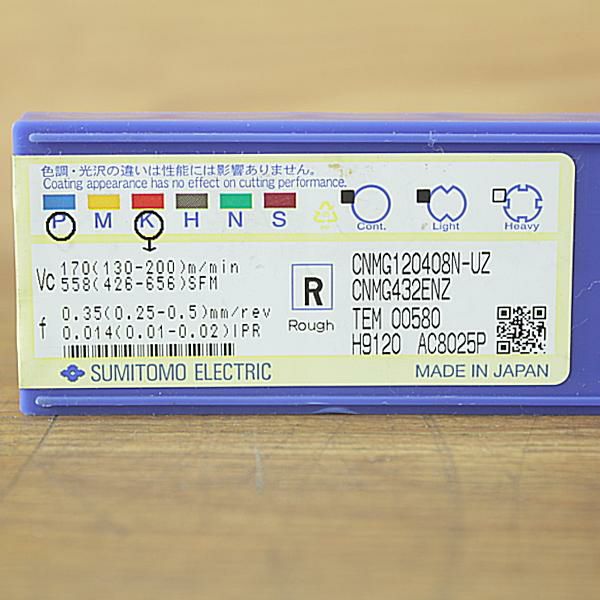 色調・光沢の違いは性能には影響ありません。
Coating appearance has no effect on cutting performance.
P M K H N S
Cont. Light Heavy
Vc 170(130-200)m/min
558(426-656)SFM
f 0.35(0.25-0.5)mm/rev
0.014(0.01-0.02)IPR
R
Rough
CNMG120408N-UZ
CNMG432ENZ
TEM 00580
H9120 AC8025P
SUMITOMO ELECTRIC
MADE IN JAPAN